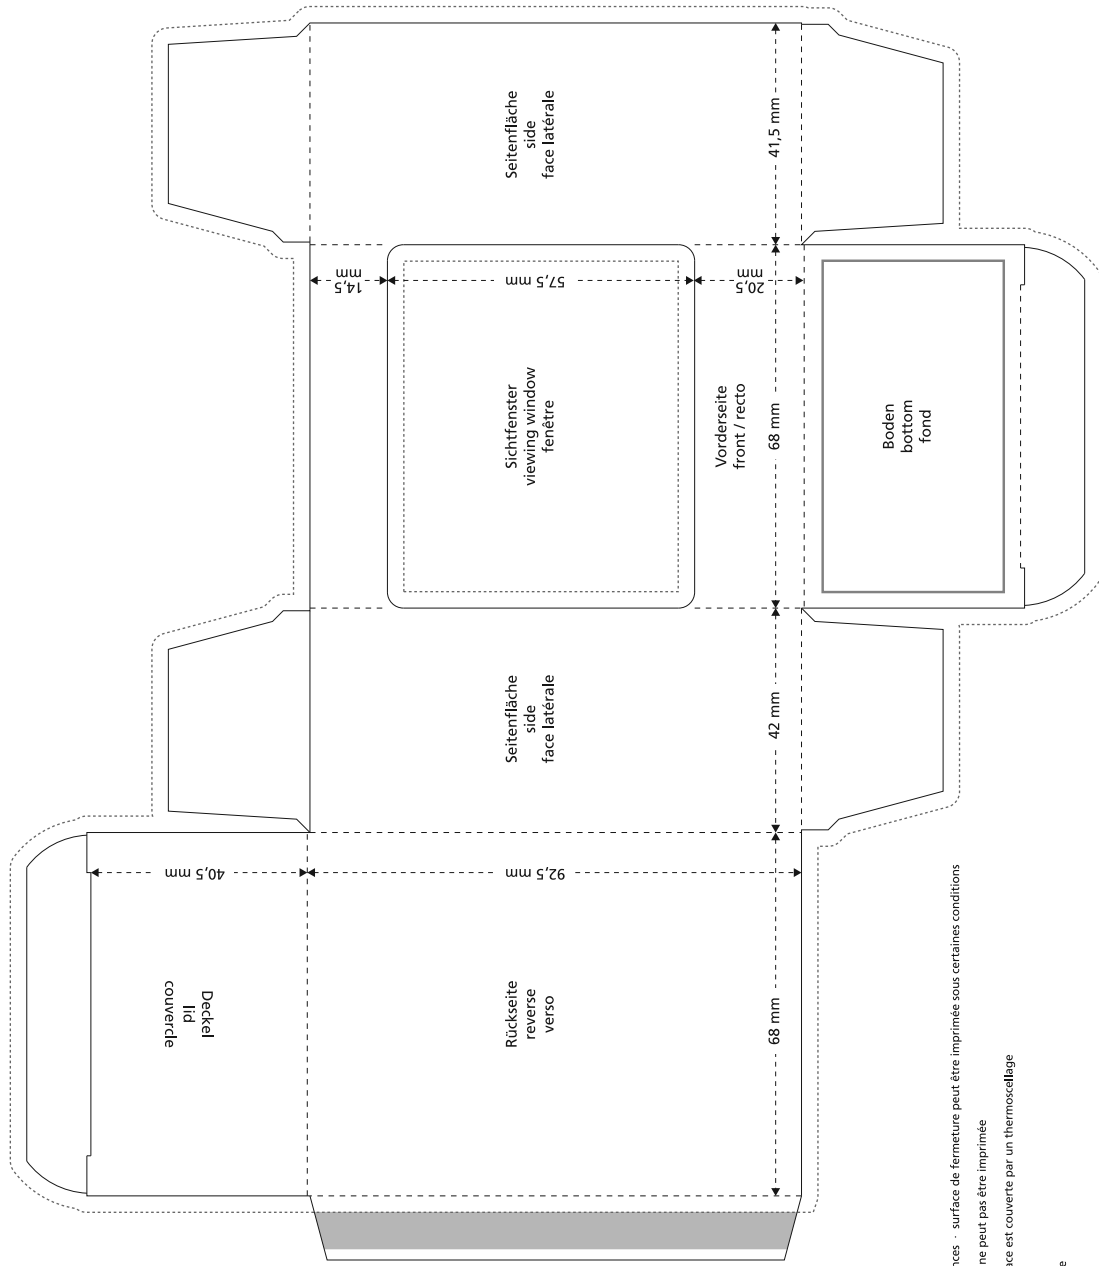 Seitenfläche
side
face latérale
41,5 mm
14,5
mm
57,5 mm
20,5
mm
Sichtfenster
viewing window
fenêtre
Vorderseite
front / recto
68 mm
Boden
bottom
fond
Seitenfläche
side
face latérale
42 mm
40,5 mm
92,5 mm
Deckel
lid
couvercle
Rückseite
reverse
verso
68 mm
nces · surface de fermeture peut être imprimée sous certaines conditions
ne peut pas être imprimée
ace est couverte par un thermoscellage
e